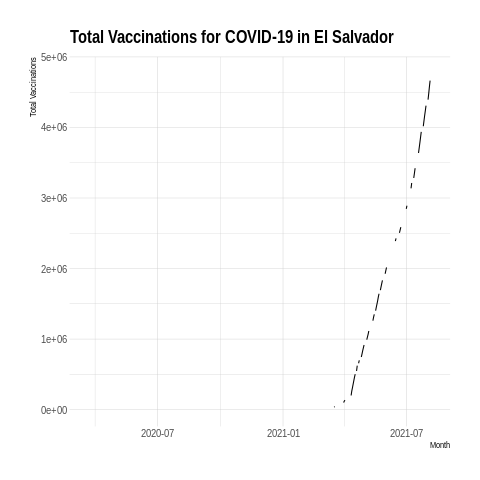 Total Vaccinations for COVID-19 in El Salvador
Total Vaccinations
5e+06
4e+06
3e+06
2e+06
1e+06
0e+00
2020-07 2021-01 2021-07
Month